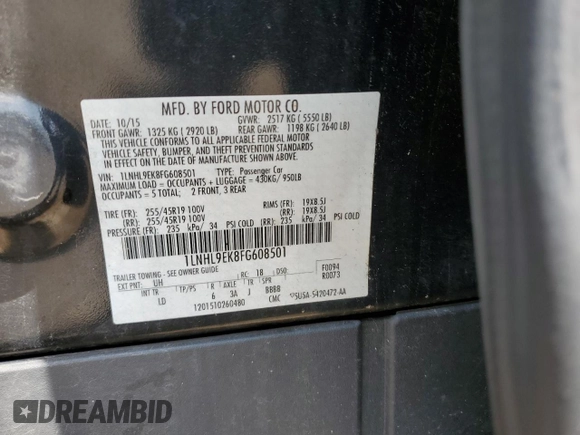 MFD. BY FORD MOTOR CO.
DATE: 10/15 GVWR: 2517 KG ( 5550 LB)
FRONT GAWR: 1325 KG ( 2920 LB) REAR GAWR: 1198 KG ( 2640 LB)
THIS VEHICLE CONFORMS TO ALL APPLICABLE FEDERAL MOTOR
VEHICLE SAFETY, BUMPER, AND THEFT PREVENTION STANDARDS IN
EFFECT ON THE DATE OF MANUFACTURE SHOWN ABOVE.
VIN: 1LNHL9EK8FG608501 TYPE: Passenger Car
MAXIMUM LOAD = OCCUPANTS + LUGGAGE = 430KG/ 950LB
OCCUPANTS = 5 TOTAL; 2 FRONT, 3 REAR
TIRE (FR): 255/45R19 100V RIMS (FR): 19X8.5J
(RR): 255/45R19 100V (RR): 19X8.5J
PRESSURE (FR): 235 kPa/ 34 PSI COLD (RR): 235 kPa/ 34 PSI COLD
1LNHL9EK8FG608501
TRAILER TOWING - SEE OWNER GUIDE
EXT PNT: UH RC: 18 DSO: F0094
INT TR TP/PS R AX TR SPR R0073
LD 6 3A J BBBB
1201510260480 CMC USUSA 5420472-AA
DREAMBID